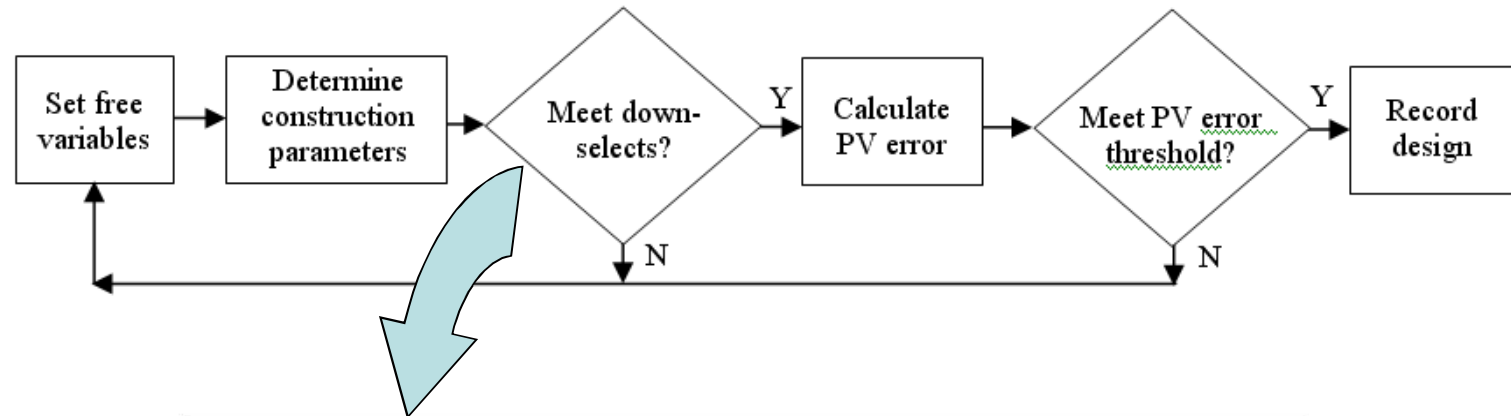 Set free
variables
Determine
construction
parameters
Meet down-
selects?
Y
N
Calculate
PV error
Meet PV error
threshold?
Y
N
Record
design